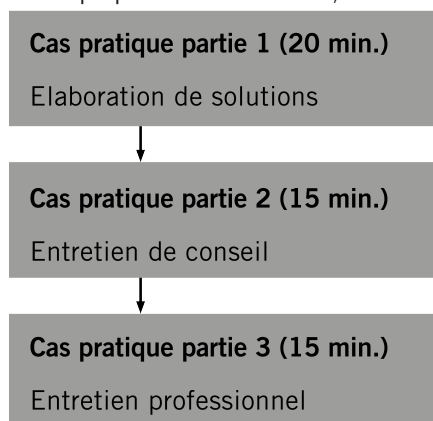 Cas pratique partie 1 (20 min.)
Elaboration de solutions
Cas pratique partie 2 (15 min.)
Entretien de conseil
Cas pratique partie 3 (15 min.)
Entretien professionnel